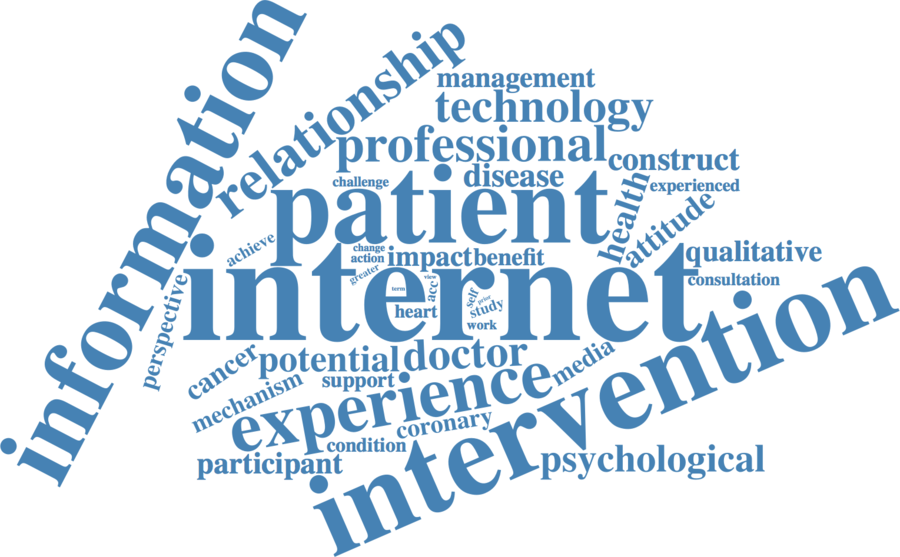 information
relationship
management
technology
professional
construct
challenge
disease
experienced
patient
health
attitude
achieve
change
action
impact
benefit
qualitative
greater
view
internet
consultation
perspective
term
acc
self
prior
heart
study
work
cancer
potential
doctor
media
mechanism
support
experience
intervention
coronary
condition
participant
psychological